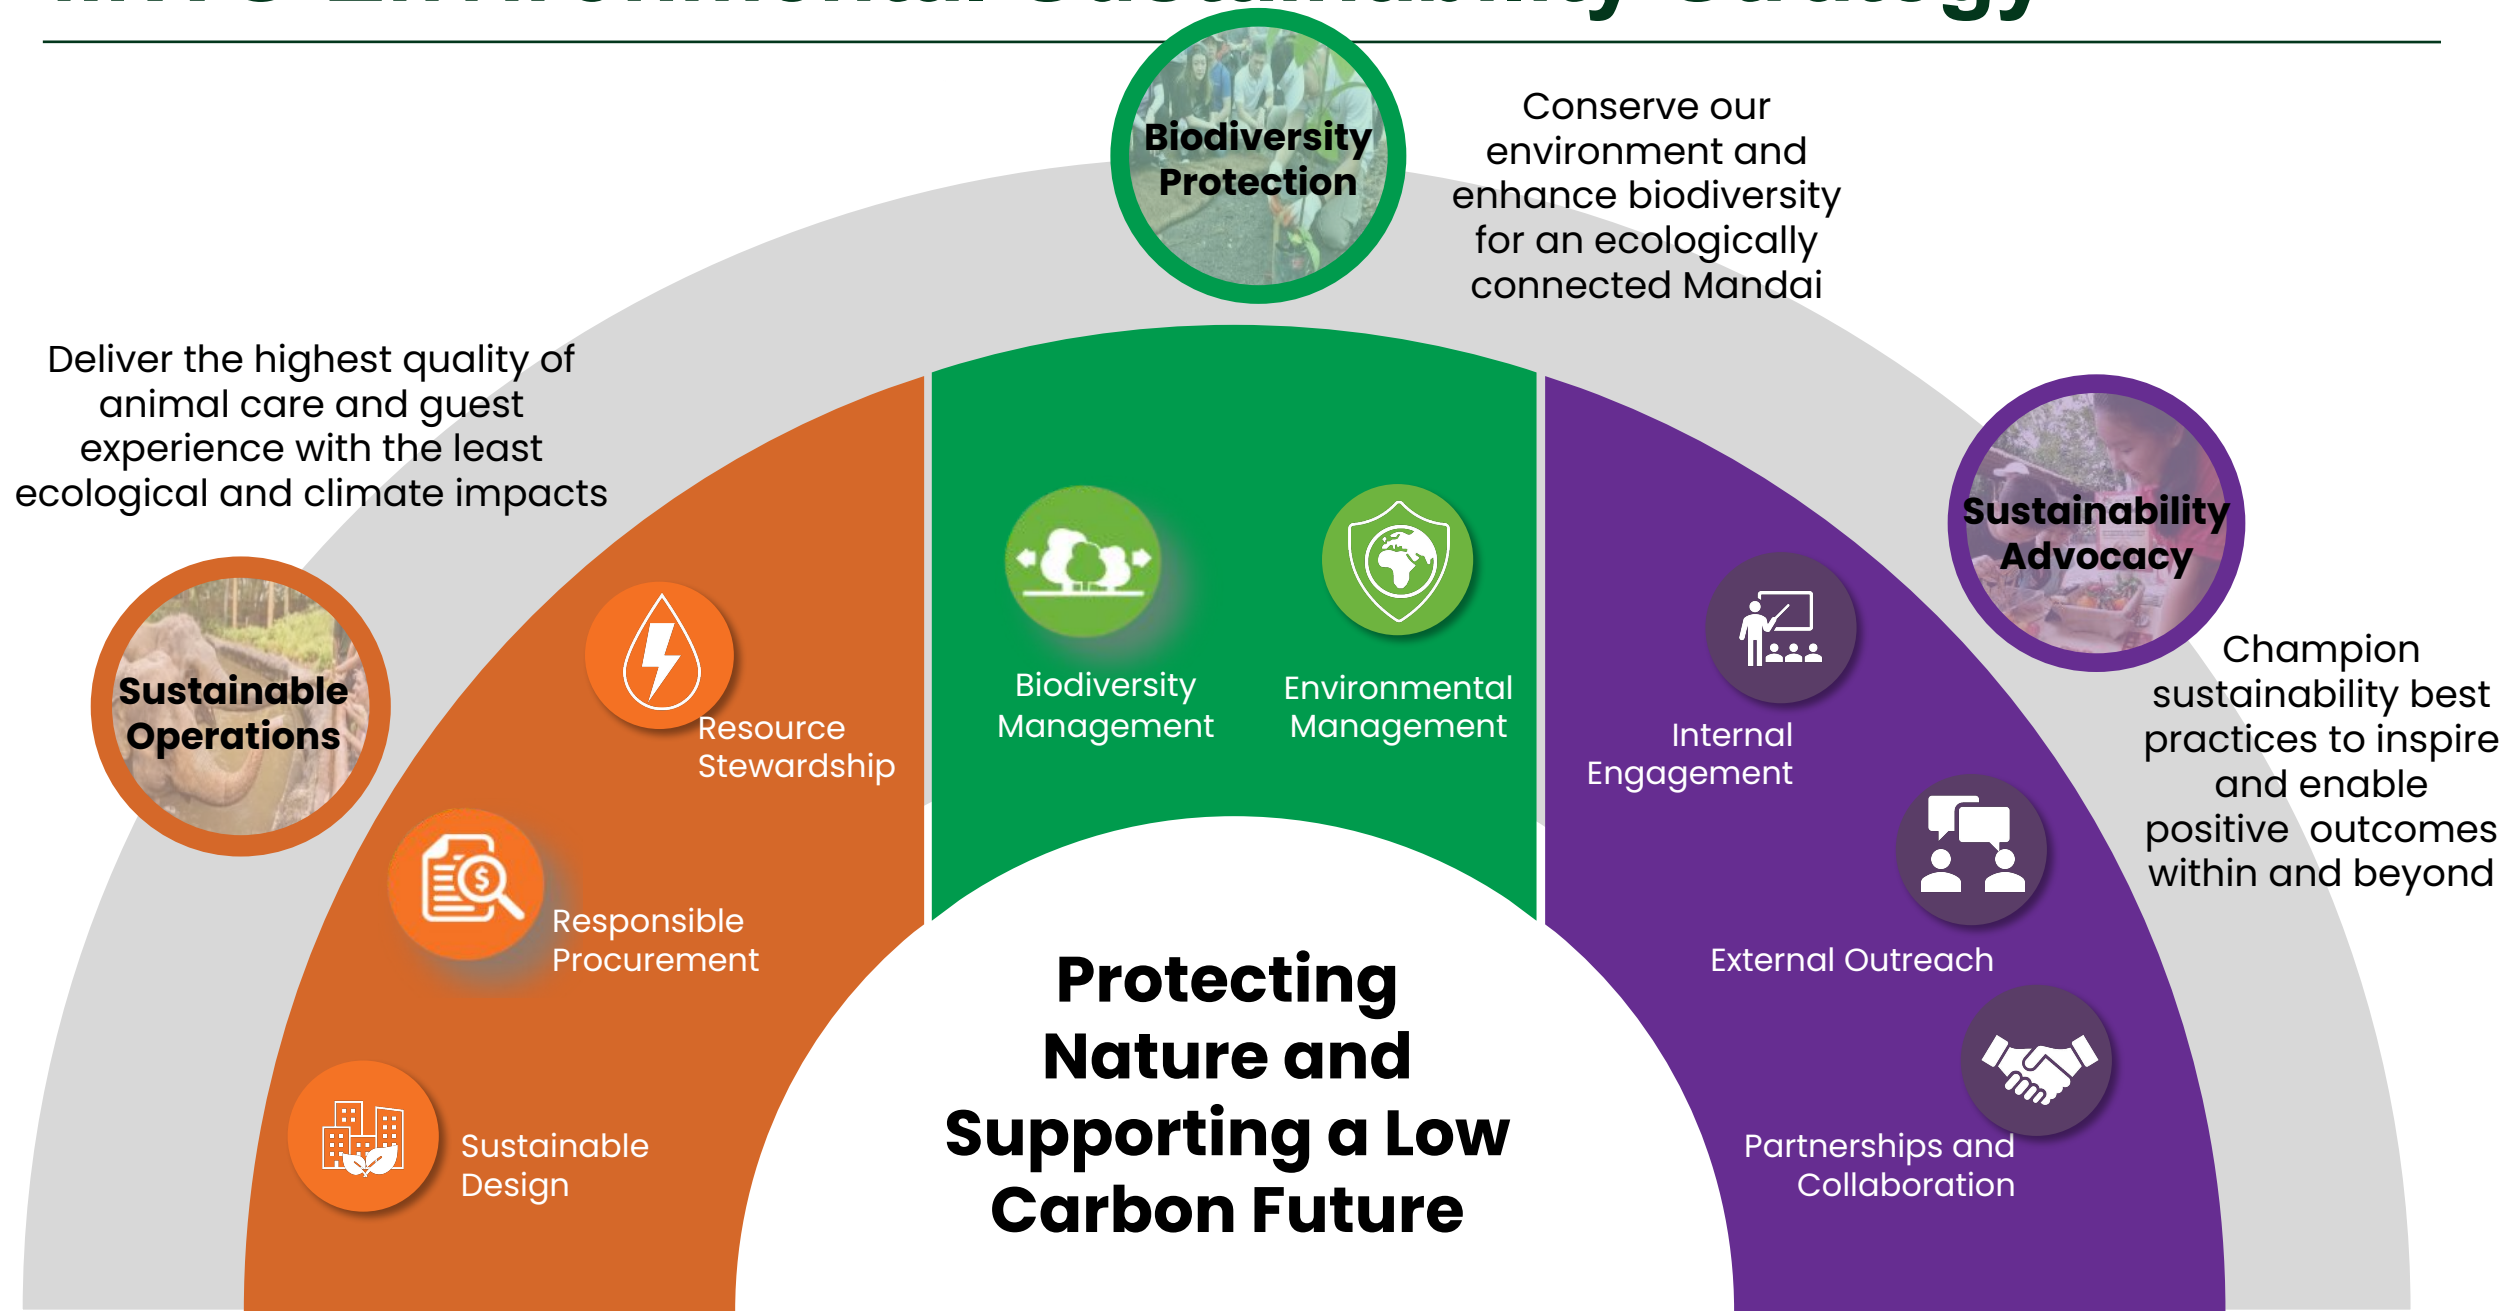 Environmental Sustainability Strategy
Biodiversity
Protection
Conserve our
environment and
enhance biodiversity
for an ecologically
connected Mandai
Deliver the highest quality of
animal care and guest
experience with the least
ecological and climate impacts
Sustainable
Operations
Sustainability
Advocacy
Champion
sustainability best
practices to inspire
and enable
positive  outcomes
within and beyond
Resource
Stewardship
Responsible
Procurement
Sustainable
Design
Biodiversity
Management
Environmental
Management
Internal
Engagement
External Outreach
Partnerships and
Collaboration
Protecting
Nature and
Supporting a Low
Carbon Future